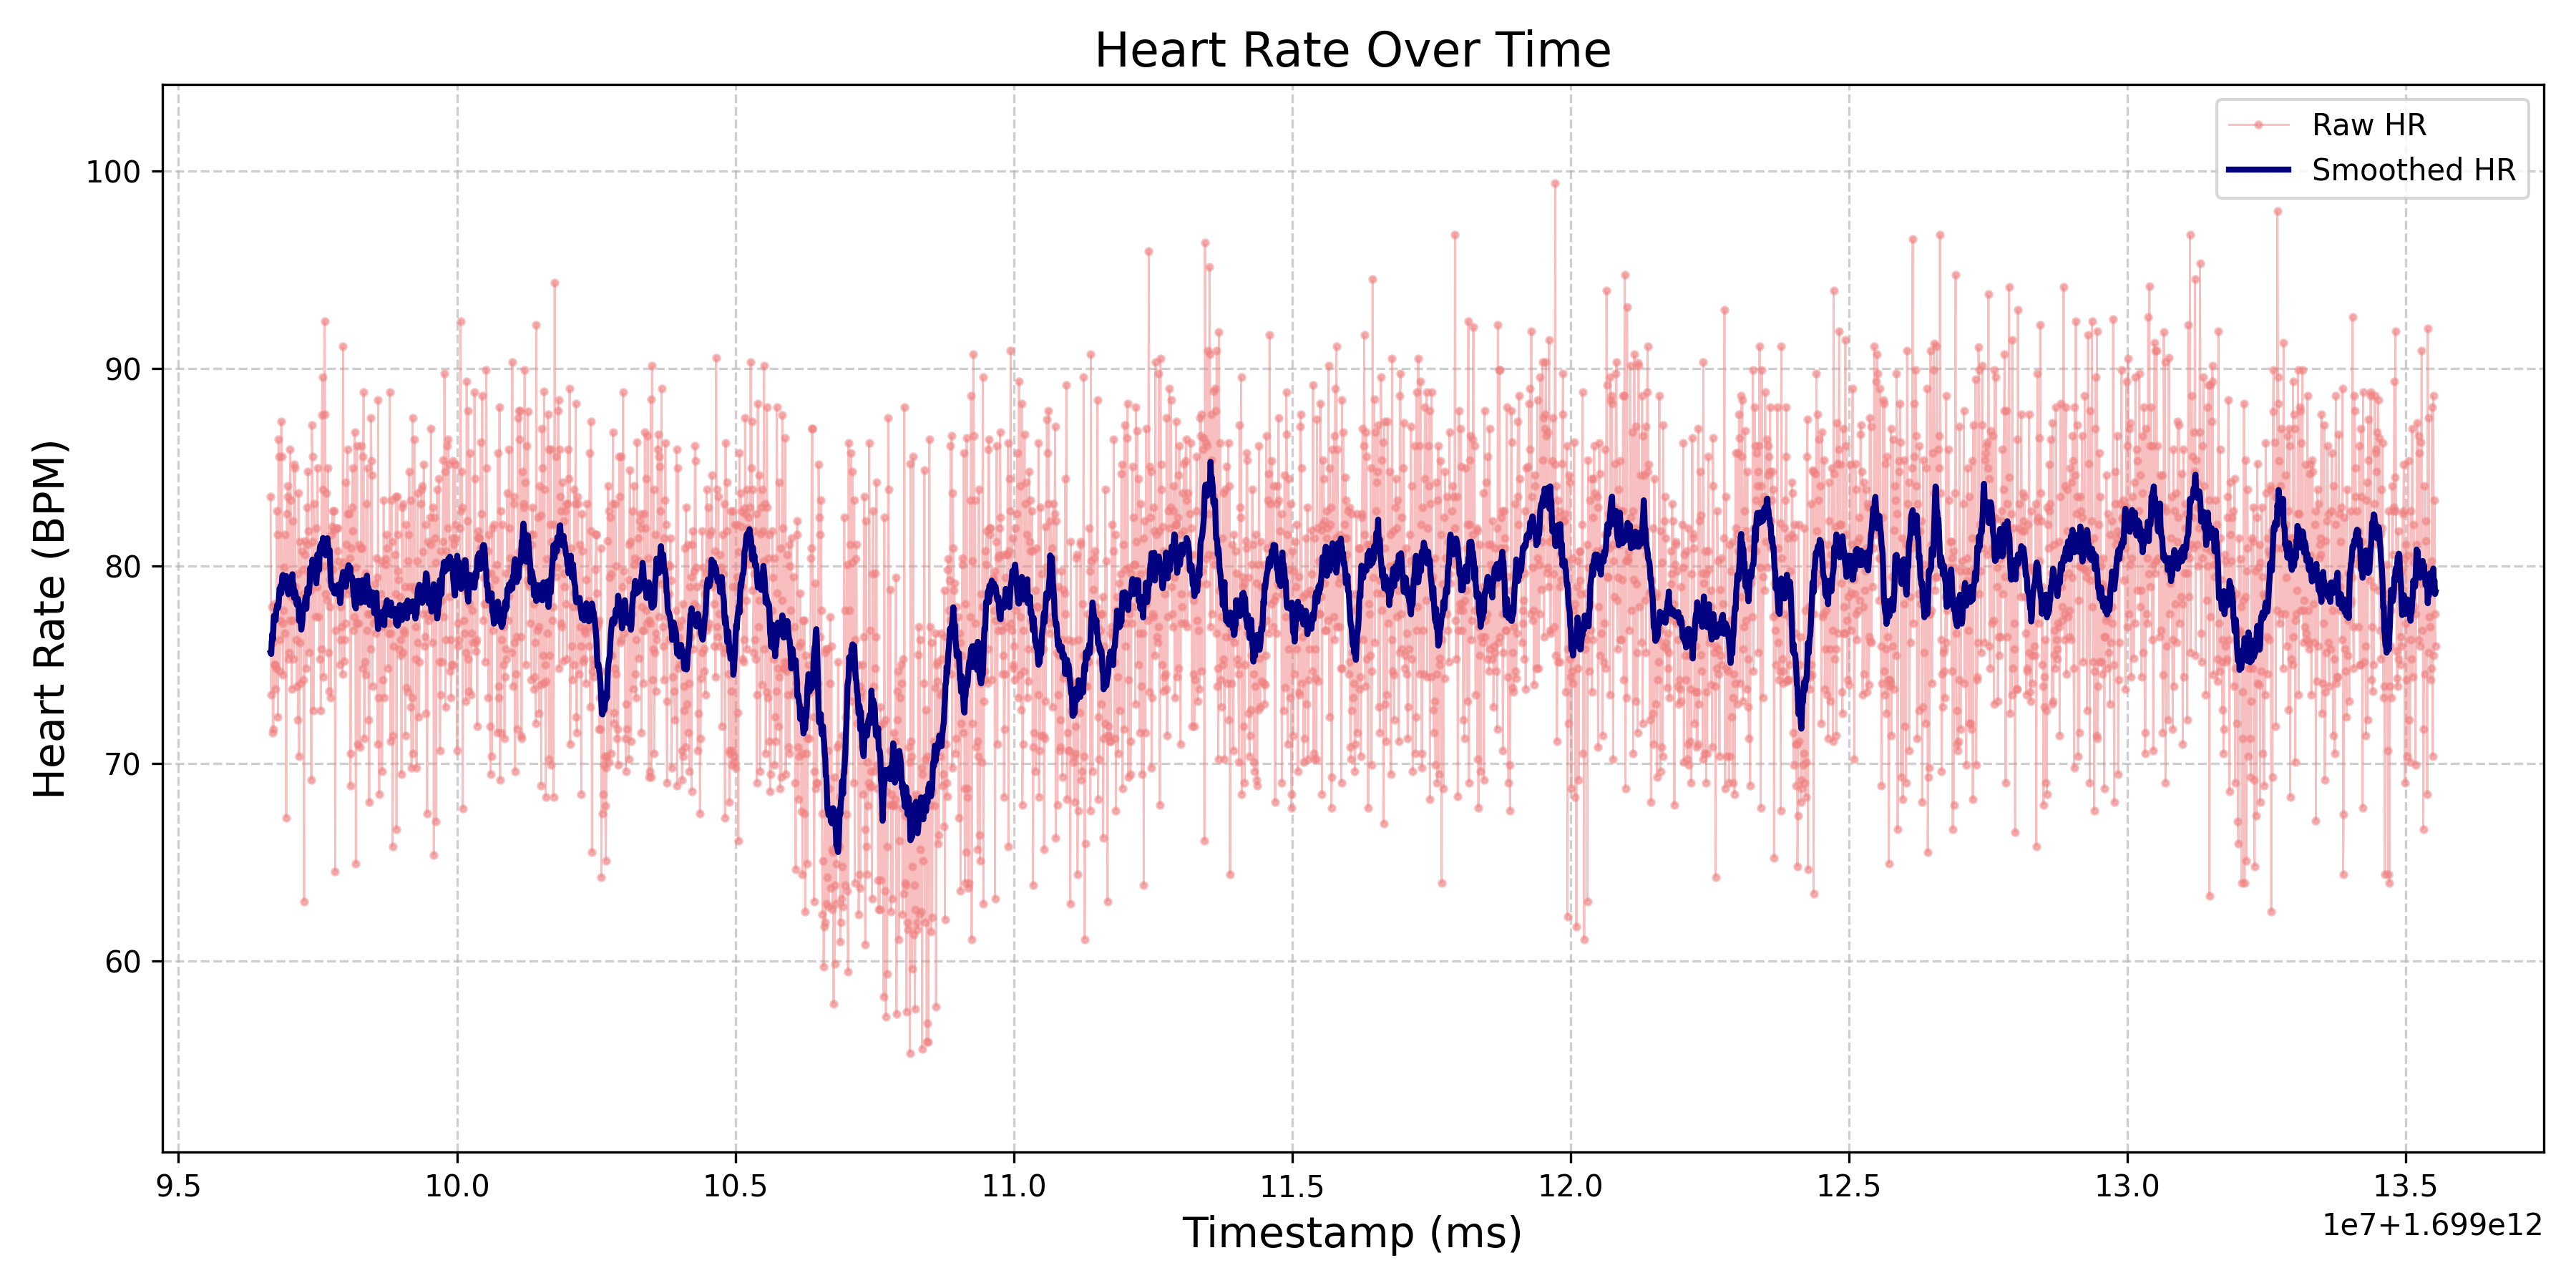 Heart Rate Over Time
Raw HR
Smoothed HR
Heart Rate (BPM)
100
90
80
70
60
9.5 10.0 10.5 11.0 11.5 12.0 12.5 13.0 13.5
Timestamp (ms)
1e7+1.699e12